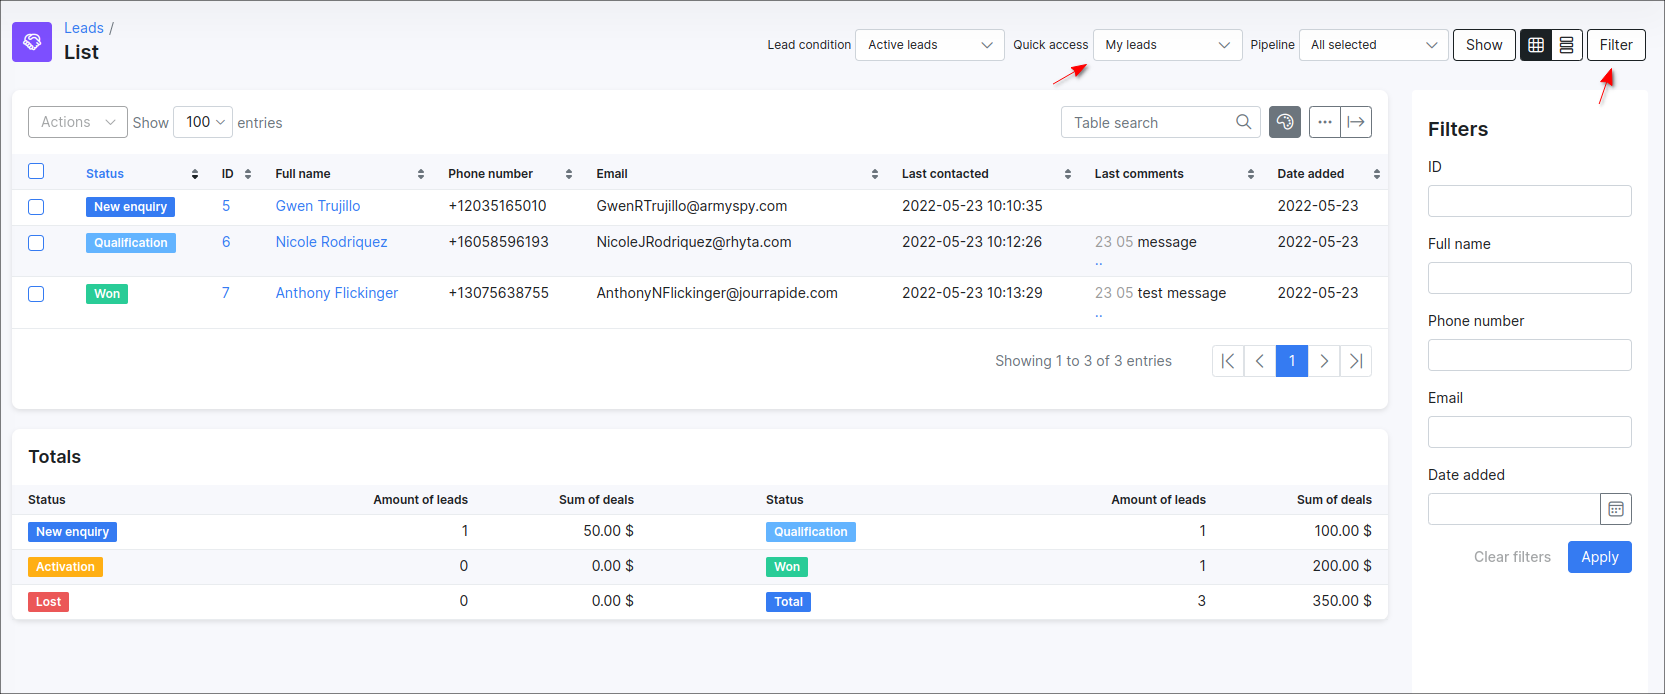 Leads /
List
Lead condition Active leads Quick access My leads Pipeline All selected Show Filter
Actions Show 100 entries Table search
Status ID Full name Phone number Email Last contacted Last comments Date added
New enquiry 5 Gwen Trujillo +12035165010 GwenRTrujillo@armyspy.com 2022-05-23 10:10:35 2022-05-23
Qualification 6 Nicole Rodriquez +16058596193 NicoleJRodriquez@rhyta.com 2022-05-23 10:12:26 23 05 message 2022-05-23
..
Won 7 Anthony Flickinger +13075638755 AnthonyNFlickinger@jourrapide.com 2022-05-23 10:13:29 23 05 test message 2022-05-23
..
Showing 1 to 3 of 3 entries 1
Totals
Status Amount of leads Sum of deals Status Amount of leads Sum of deals
New enquiry 1 50.00 $ Qualification 1 100.00 $
Activation 0 0.00 $ Won 1 200.00 $
Lost 0 0.00 $ Total 3 350.00 $
Filters
ID
Full name
Phone number
Email
Date added
Clear filters Apply